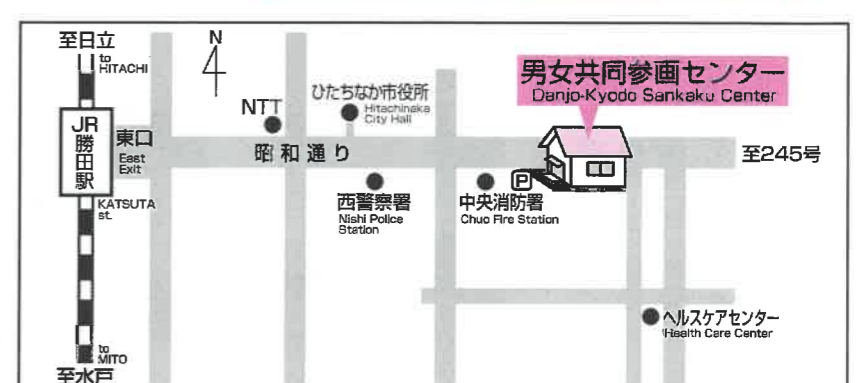 至日立
to
HITACHI
N
JR
勝田駅
KATSUTA
st.
東口
East
Exit
NTT
ひたちなか市役所
Hitachinaka
City Hall
男女共同参画センター
Danjo-Kyodo Sankaku Center
昭和通り
至245号
西警察署
Nishi Police
Station
中央消防署
Chuo Fire Station
P
ヘルスケアセンター
Health Care Center
to
MITO
至水戸